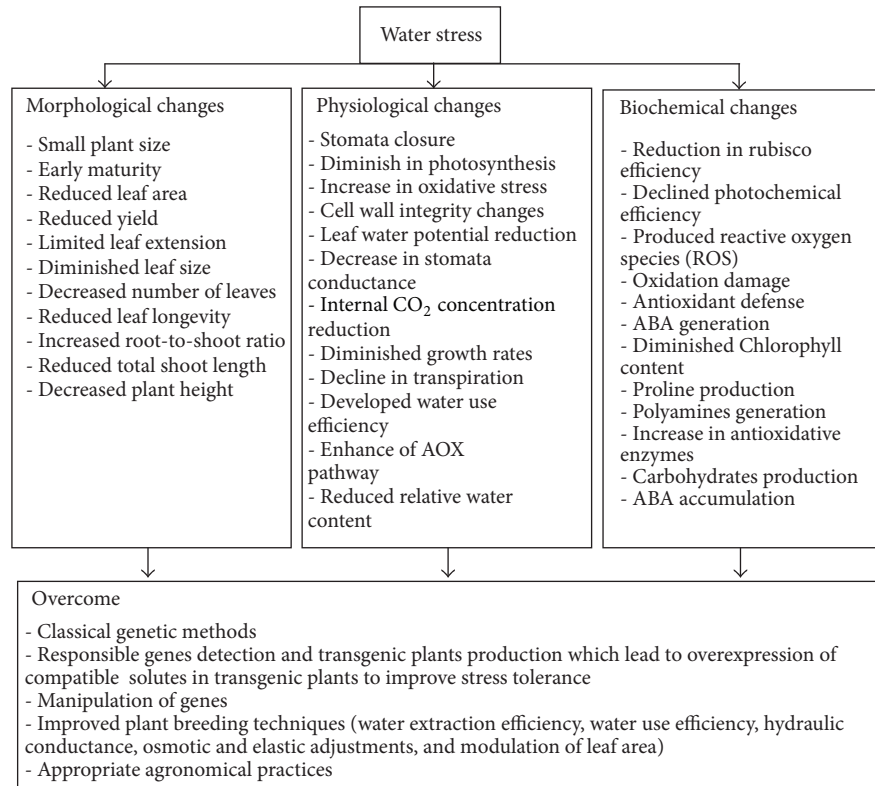 Water stress
Morphological changes
- Small plant size
- Early maturity
- Reduced leaf area
- Reduced yield
- Limited leaf extension
- Diminished leaf size
- Decreased number of leaves
- Reduced leaf longevity
- Increased root-to-shoot ratio
- Reduced total shoot length
- Decreased plant height
Physiological changes
- Stomata closure
- Diminish in photosynthesis
- Increase in oxidative stress
- Cell wall integrity changes
- Leaf water potential reduction
- Decrease in stomata
conductance
- Internal CO₂ concentration
reduction
- Diminished growth rates
- Decline in transpiration
- Developed water use
efficiency
- Enhance of AOX
pathway
- Reduced relative water
content
Biochemical changes
- Reduction in rubisco
efficiency
- Declined photochemical
efficiency
- Produced reactive oxygen
species (ROS)
- Oxidation damage
- Antioxidant defense
- ABA generation
- Diminished Chlorophyll
content
- Proline production
- Polyamines generation
- Increase in antioxidative
enzymes
- Carbohydrates production
- ABA accumulation
Overcome
- Classical genetic methods
- Responsible genes detection and transgenic plants production which lead to overexpression of
compatible solutes in transgenic plants to improve stress tolerance
- Manipulation of genes
- Improved plant breeding techniques (water extraction efficiency, water use efficiency, hydraulic
conductance, osmotic and elastic adjustments, and modulation of leaf area)
- Appropriate agronomical practices